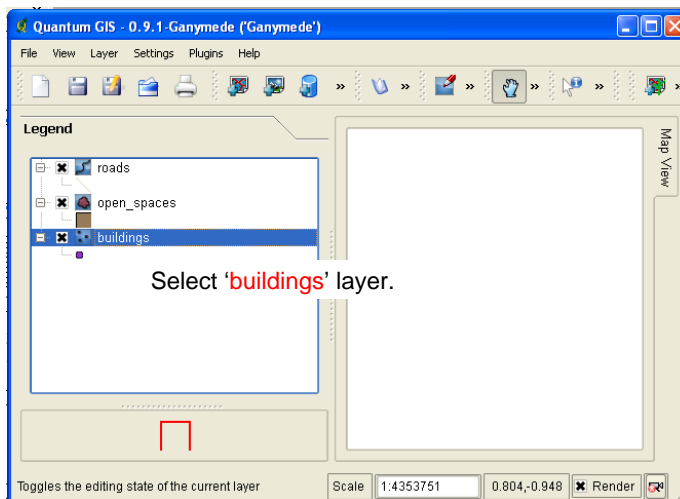 Quantum GIS - 0.9.1-Ganymede ('Ganymede')
File View Layer Settings Plugins Help
Legend
Map View
roads
open_spaces
buildings
Select ‘buildings’ layer.
Toggles the editing state of the current layer
Scale 1:4353751 0.804,-0.948 Render